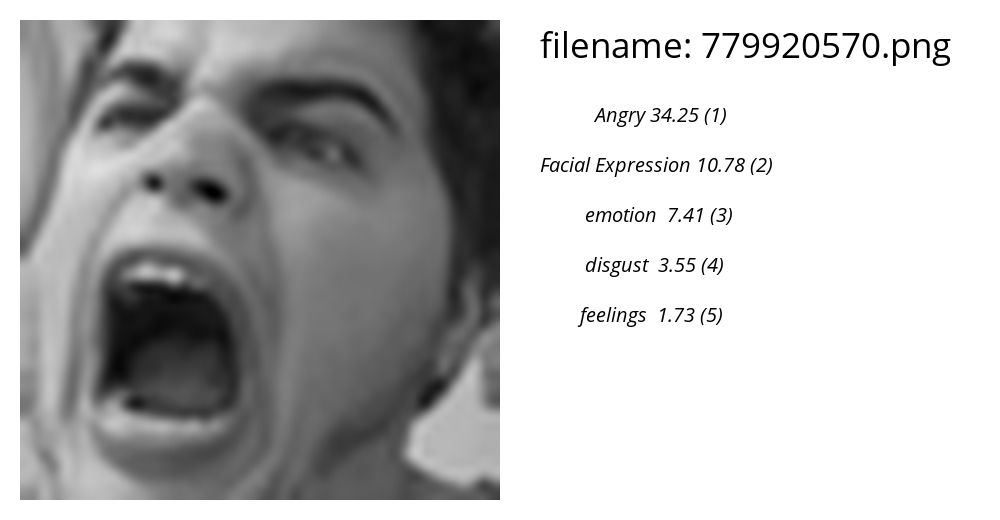 filename: 779920570.png
Angry 34.25 (1)
Facial Expression 10.78 (2)
emotion 7.41 (3)
disgust 3.55 (4)
feelings 1.73 (5)